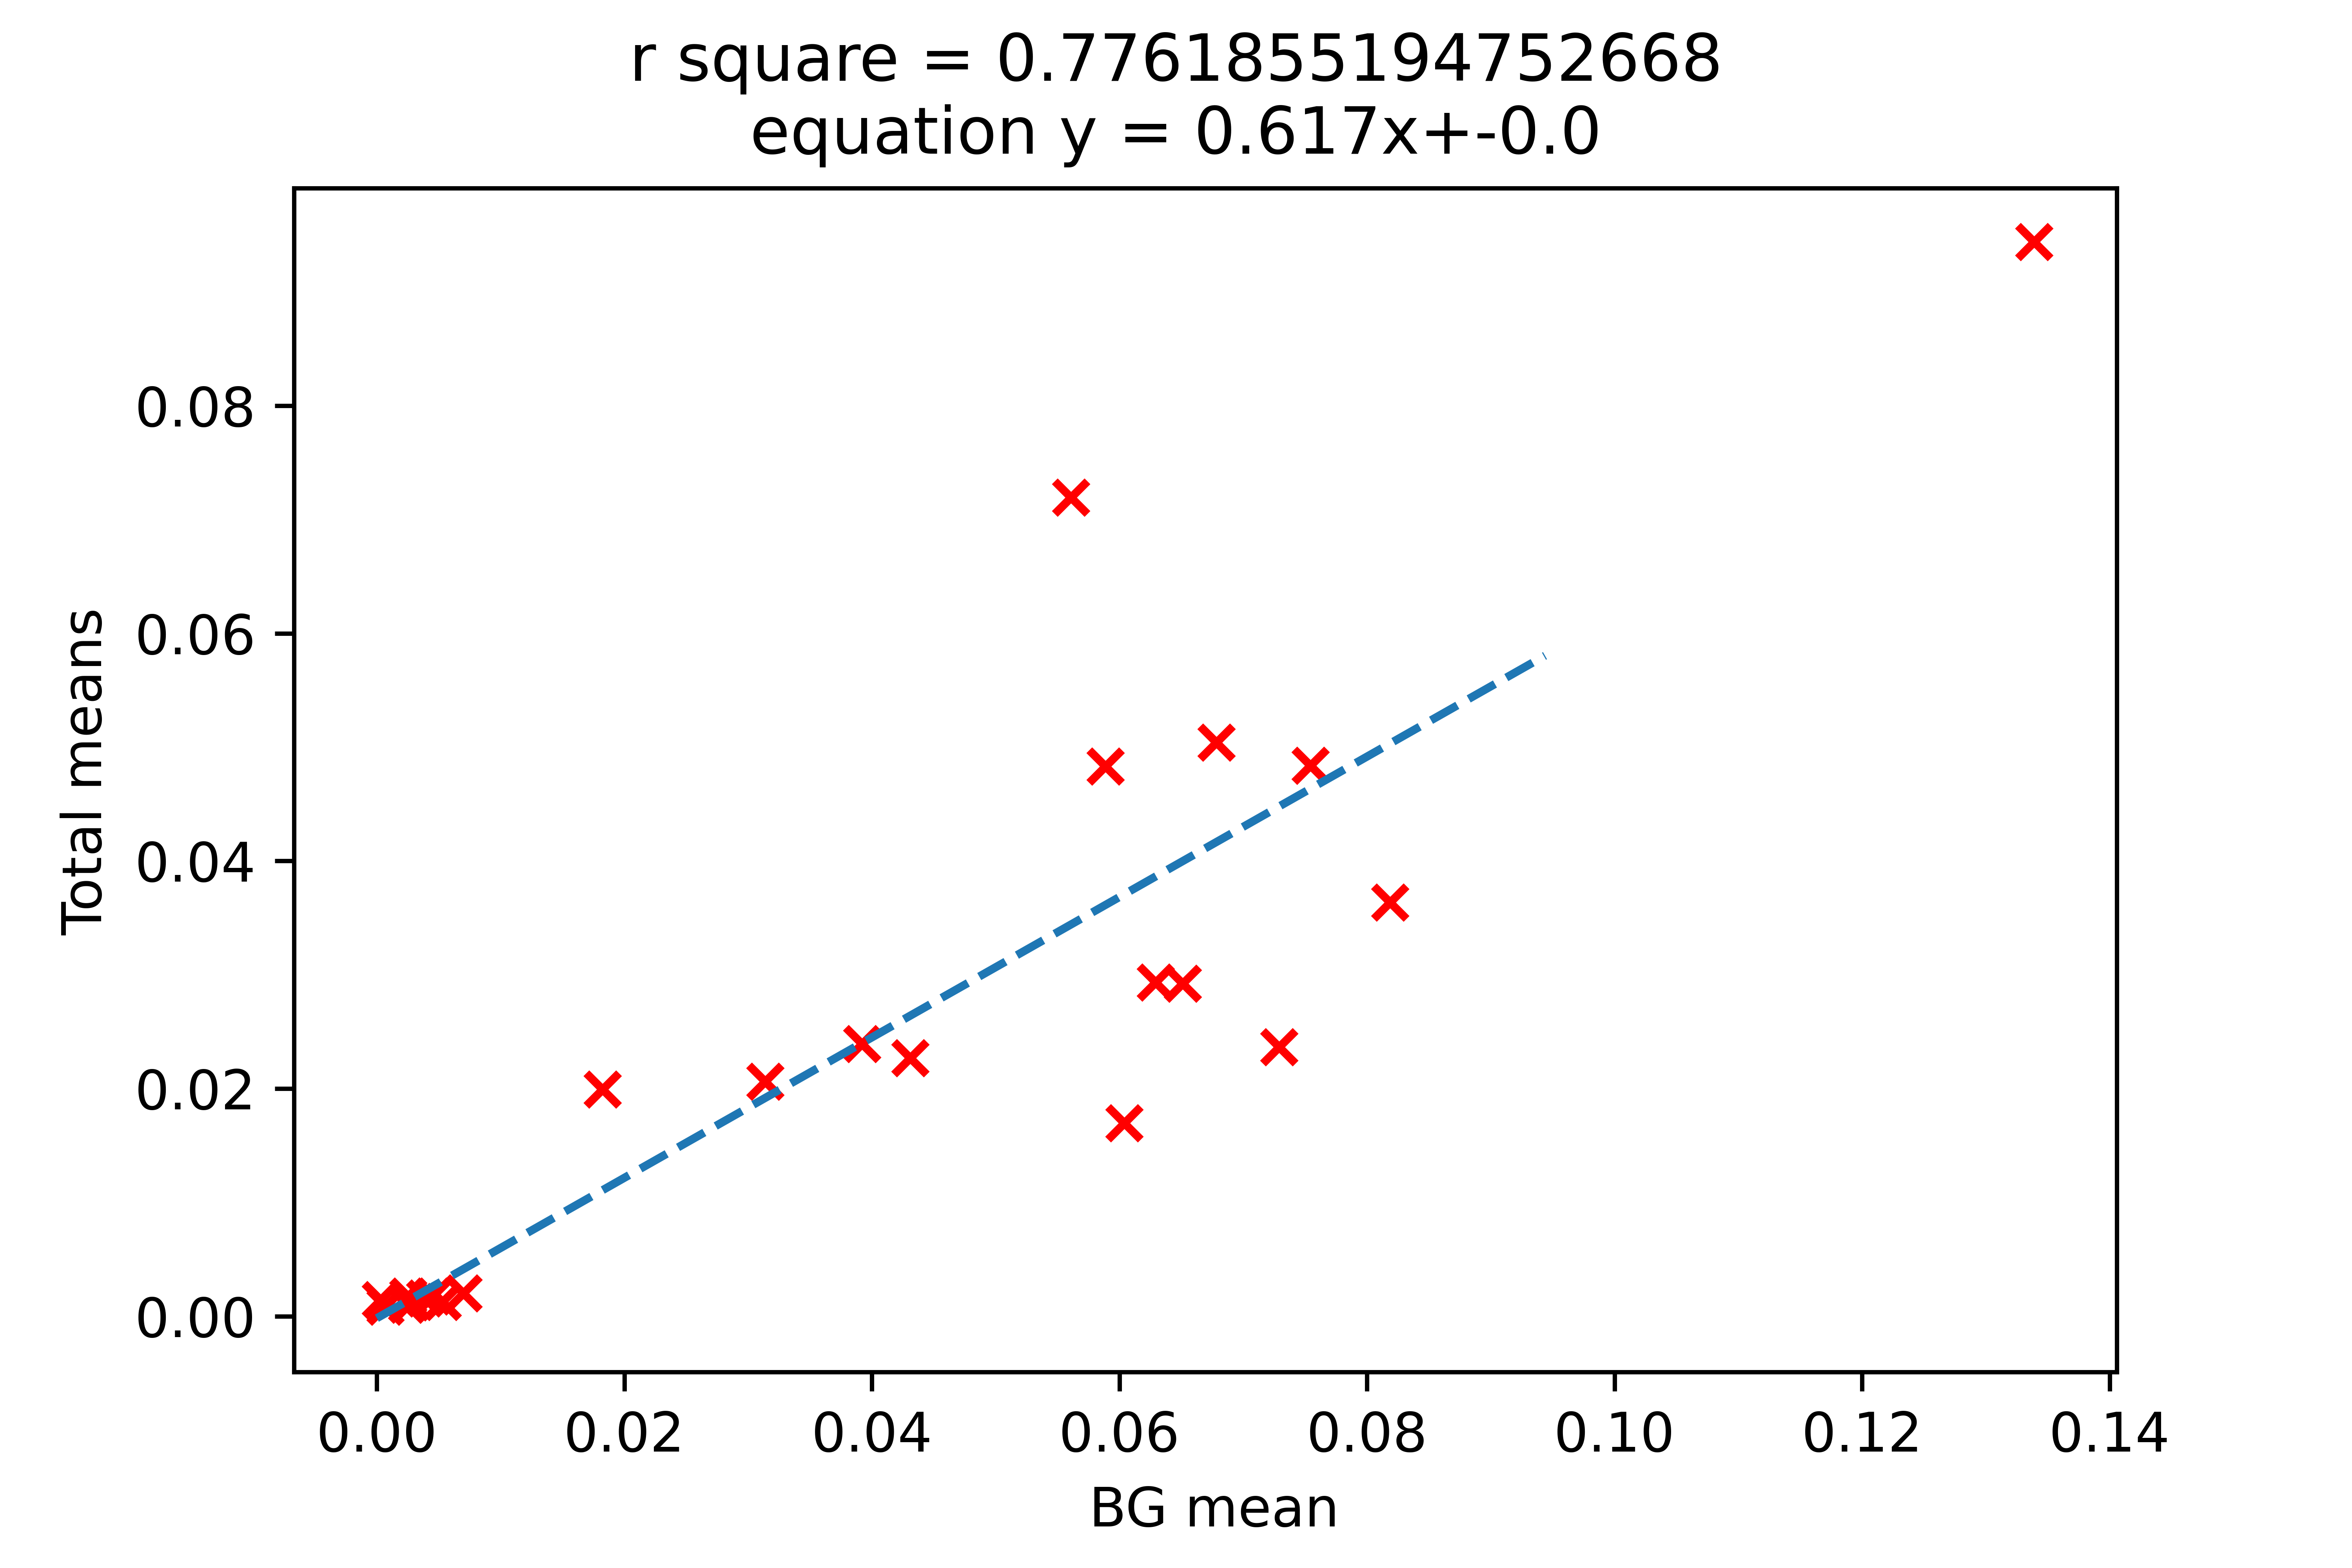 r square = 0.7761855194752668
equation y = 0.617x+-0.0
0.08
0.06
0.04
0.02
0.00
Total means
0.00 0.02 0.04 0.06 0.08 0.10 0.12 0.14
BG mean